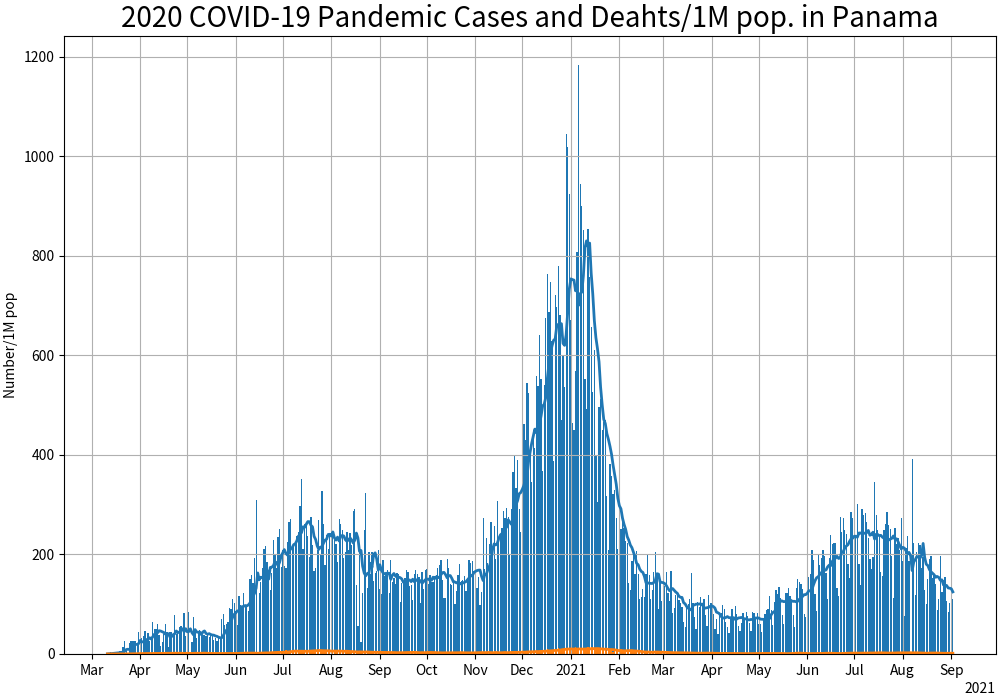 2020 COVID-19 Pandemic Cases and Deahts/1M pop. in Panama
Number/1M pop
1200
1000
800
600
400
200
0
Mar Apr May Jun Jul Aug Sep Oct Nov Dec 2021 Feb Mar Apr May Jun Jul Aug Sep
2021